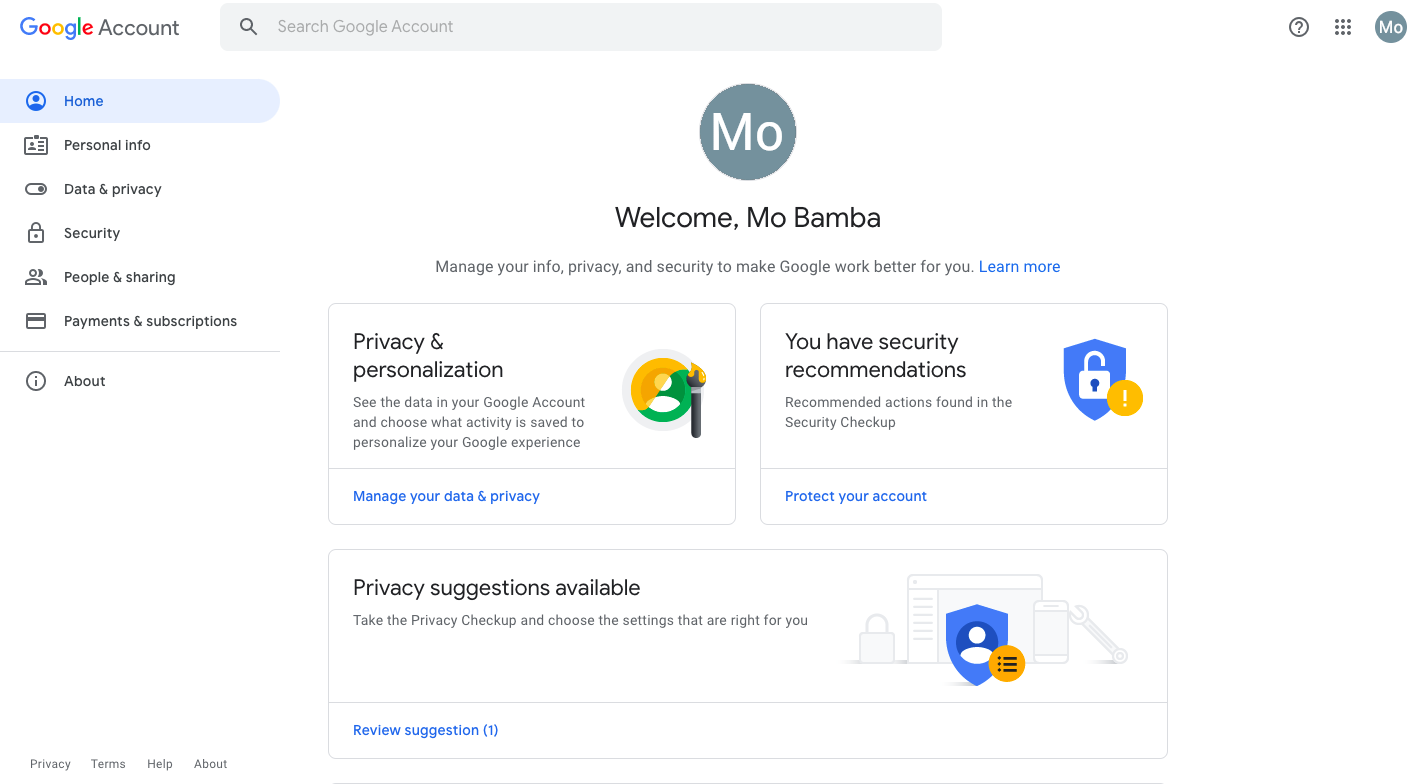 Google Account
Search Google Account
Mo
Home
Personal info
Data & privacy
Security
People & sharing
Payments & subscriptions
About
Mo
Welcome, Mo Bamba
Manage your info, privacy, and security to make Google work better for you. Learn more
Privacy &
personalization
See the data in your Google Account
and choose what activity is saved to
personalize your Google experience
Manage your data & privacy
You have security
recommendations
Recommended actions found in the
Security Checkup
Protect your account
Privacy suggestions available
Take the Privacy Checkup and choose the settings that are right for you
Review suggestion (1)
Privacy Terms Help About